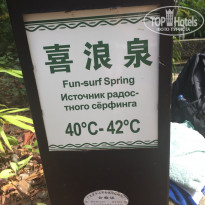 TOP Hotels
喜浪泉
Fun-surf Spring
Источник радос-
тного сёрфинга
40°C-42°C